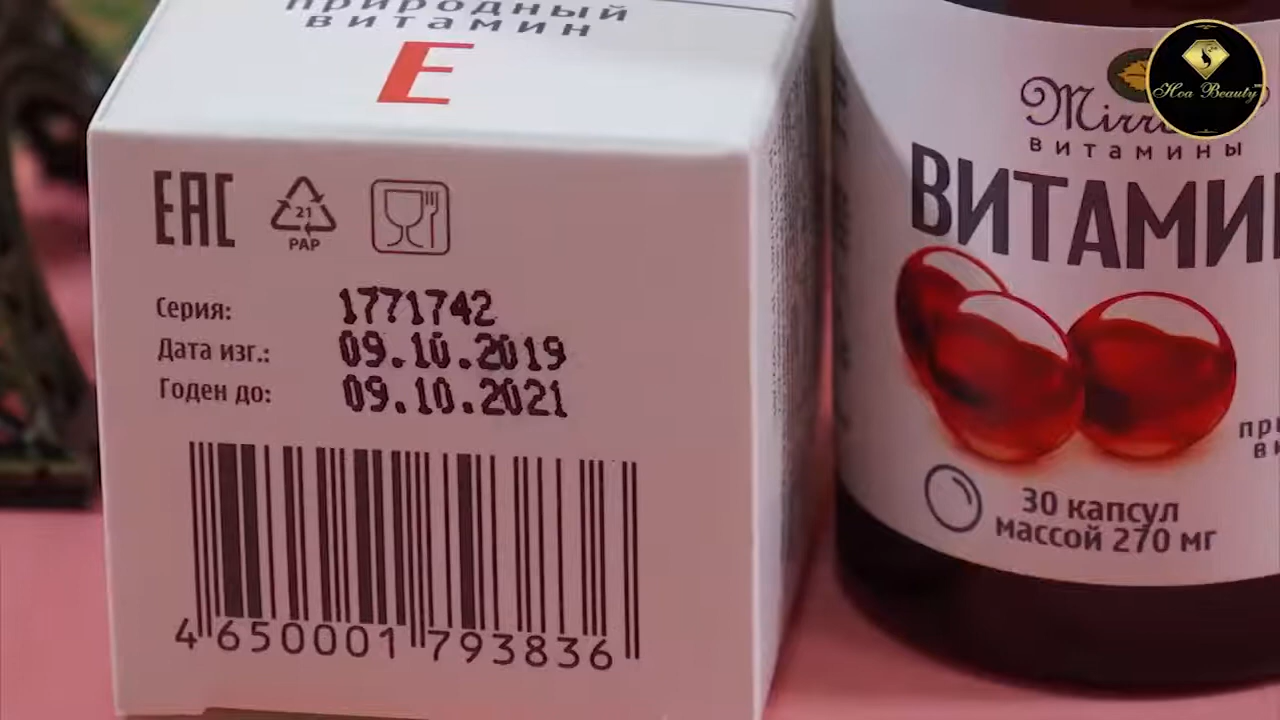 природный
витамин
E
EAC
21
PAP
Серия: 1771742
Дата изг.: 09.10.2019
Годен до: 09.10.2021
4 650001 793836
витамины
30 капсул
массой 270 мг
Hoa Beauty